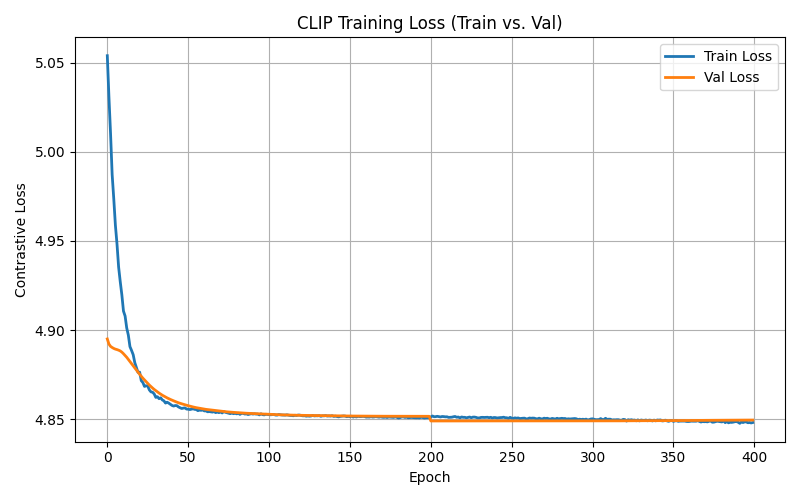 CLIP Training Loss (Train vs. Val)
Train Loss
Val Loss
Contrastive Loss
5.05
5.00
4.95
4.90
4.85
0 50 100 150 200 250 300 350 400
Epoch